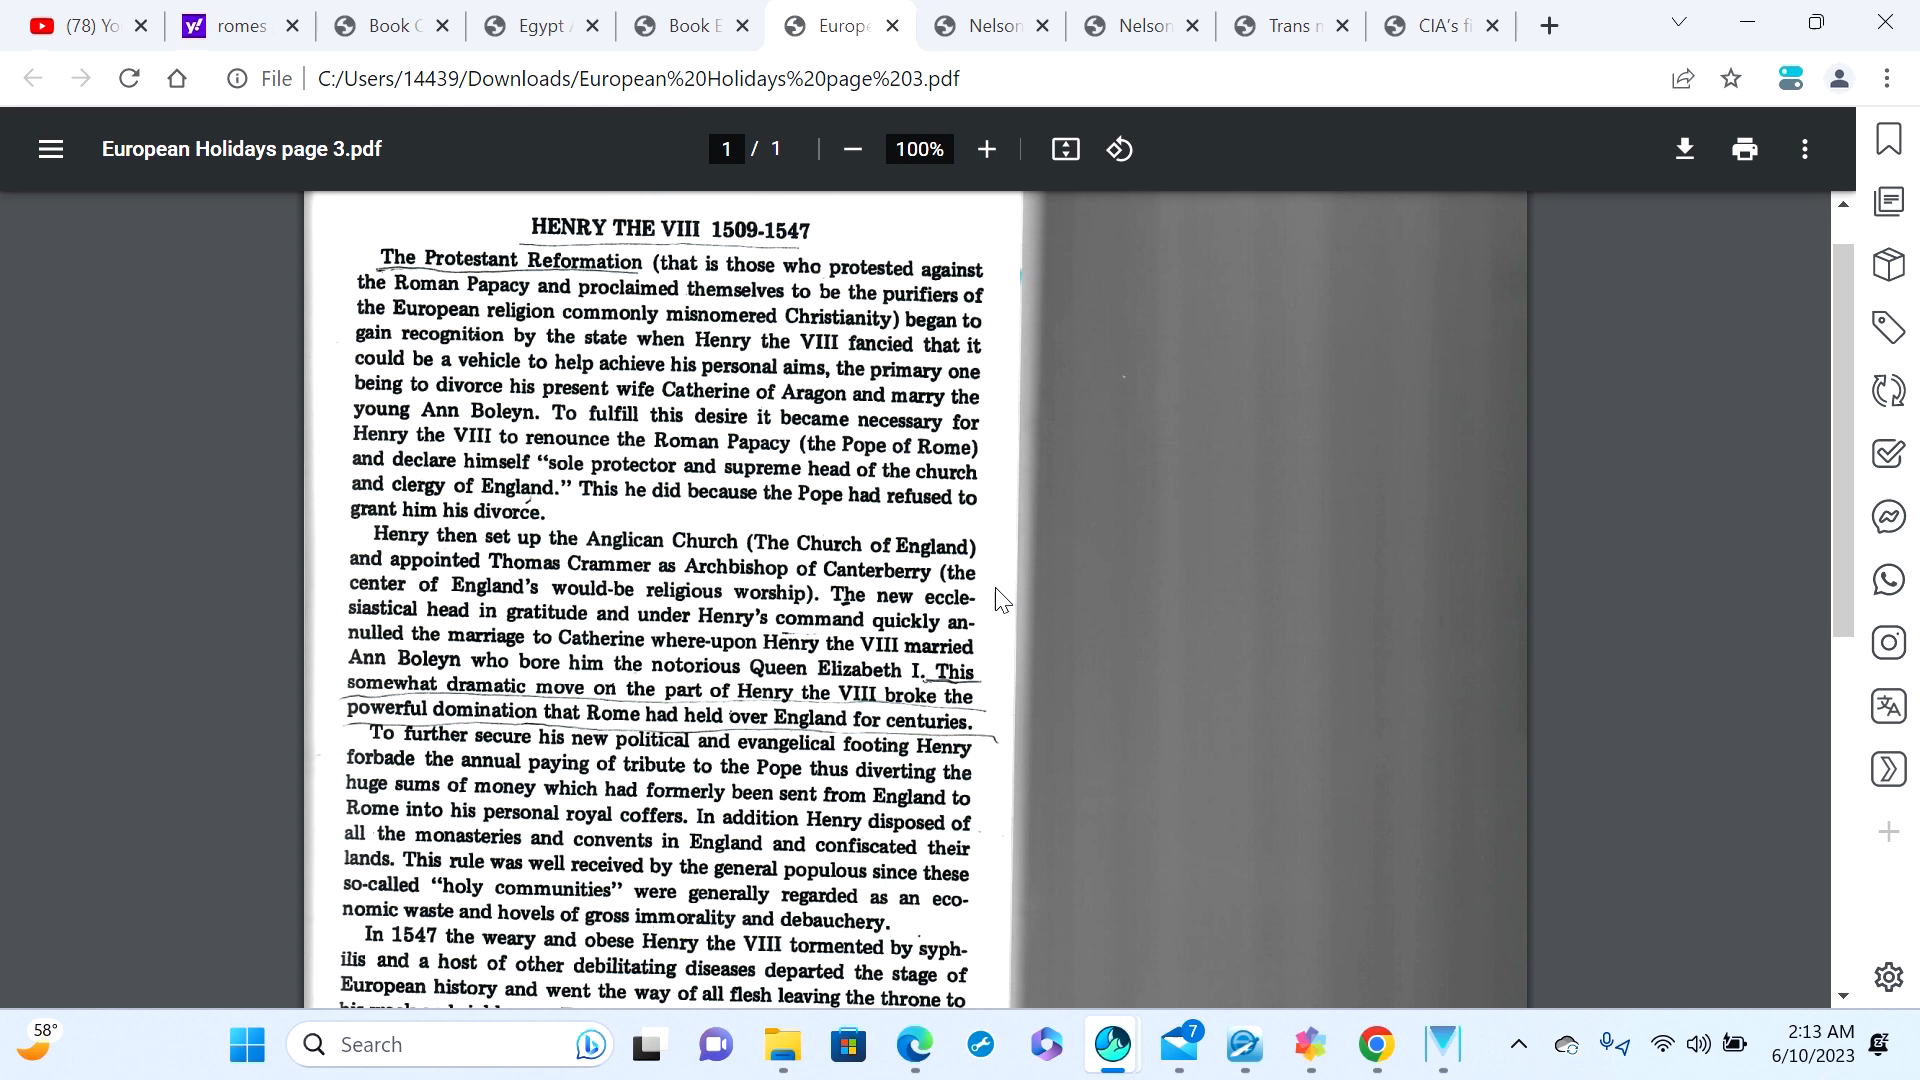 (78) Yo
romes
Book C
Egypt /
Book E
Europe
Nelson
Nelson
Trans n
CIA's fi
File
C:/Users/14439/Downloads/European%20Holidays%20page%203.pdf
European Holidays page 3.pdf
1 / 1
100%
HENRY THE VIII 1509-1547
The Protestant Reformation (that is those who protested against
the Roman Papacy and proclaimed themselves to be the purifiers of
the European religion commonly misnomered Christianity) began to
gain recognition by the state when Henry the VIII fancied that it
could be a vehicle to help achieve his personal aims, the primary one
being to divorce his present wife Catherine of Aragon and marry the
young Ann Boleyn. To fulfill this desire it became necessary for
Henry the VIII to renounce the Roman Papacy (the Pope of Rome)
and declare himself "sole protector and supreme head of the church
and clergy of England." This he did because the Pope had refused to
grant him his divorce.
Henry then set up the Anglican Church (The Church of England)
and appointed Thomas Crammer as Archbishop of Canterberry (the
center of England's would-be religious worship). The new eccle-
siastical head in gratitude and under Henry's command quickly an-
nulled the marriage to Catherine where-upon Henry the VIII married
Ann Boleyn who bore him the notorious Queen Elizabeth I. This
somewhat dramatic move on the part of Henry the VIII broke the
powerful domination that Rome had held over England for centuries.
To further secure his new political and evangelical footing Henry
forbade the annual paying of tribute to the Pope thus diverting the
huge sums of money which had formerly been sent from England to
Rome into his personal royal coffers. In addition Henry disposed of
all the monasteries and convents in England and confiscated their
lands. This rule was well received by the general populous since these
so-called "holy communities" were generally regarded as an eco-
nomic waste and hovels of gross immorality and debauchery.
In 1547 the weary and obese Henry the VIII tormented by syph-
ilis and a host of other debilitating diseases departed the stage of
European history and went the way of all flesh leaving the throne to
58°
Search
7
2:13 AM
6/10/2023